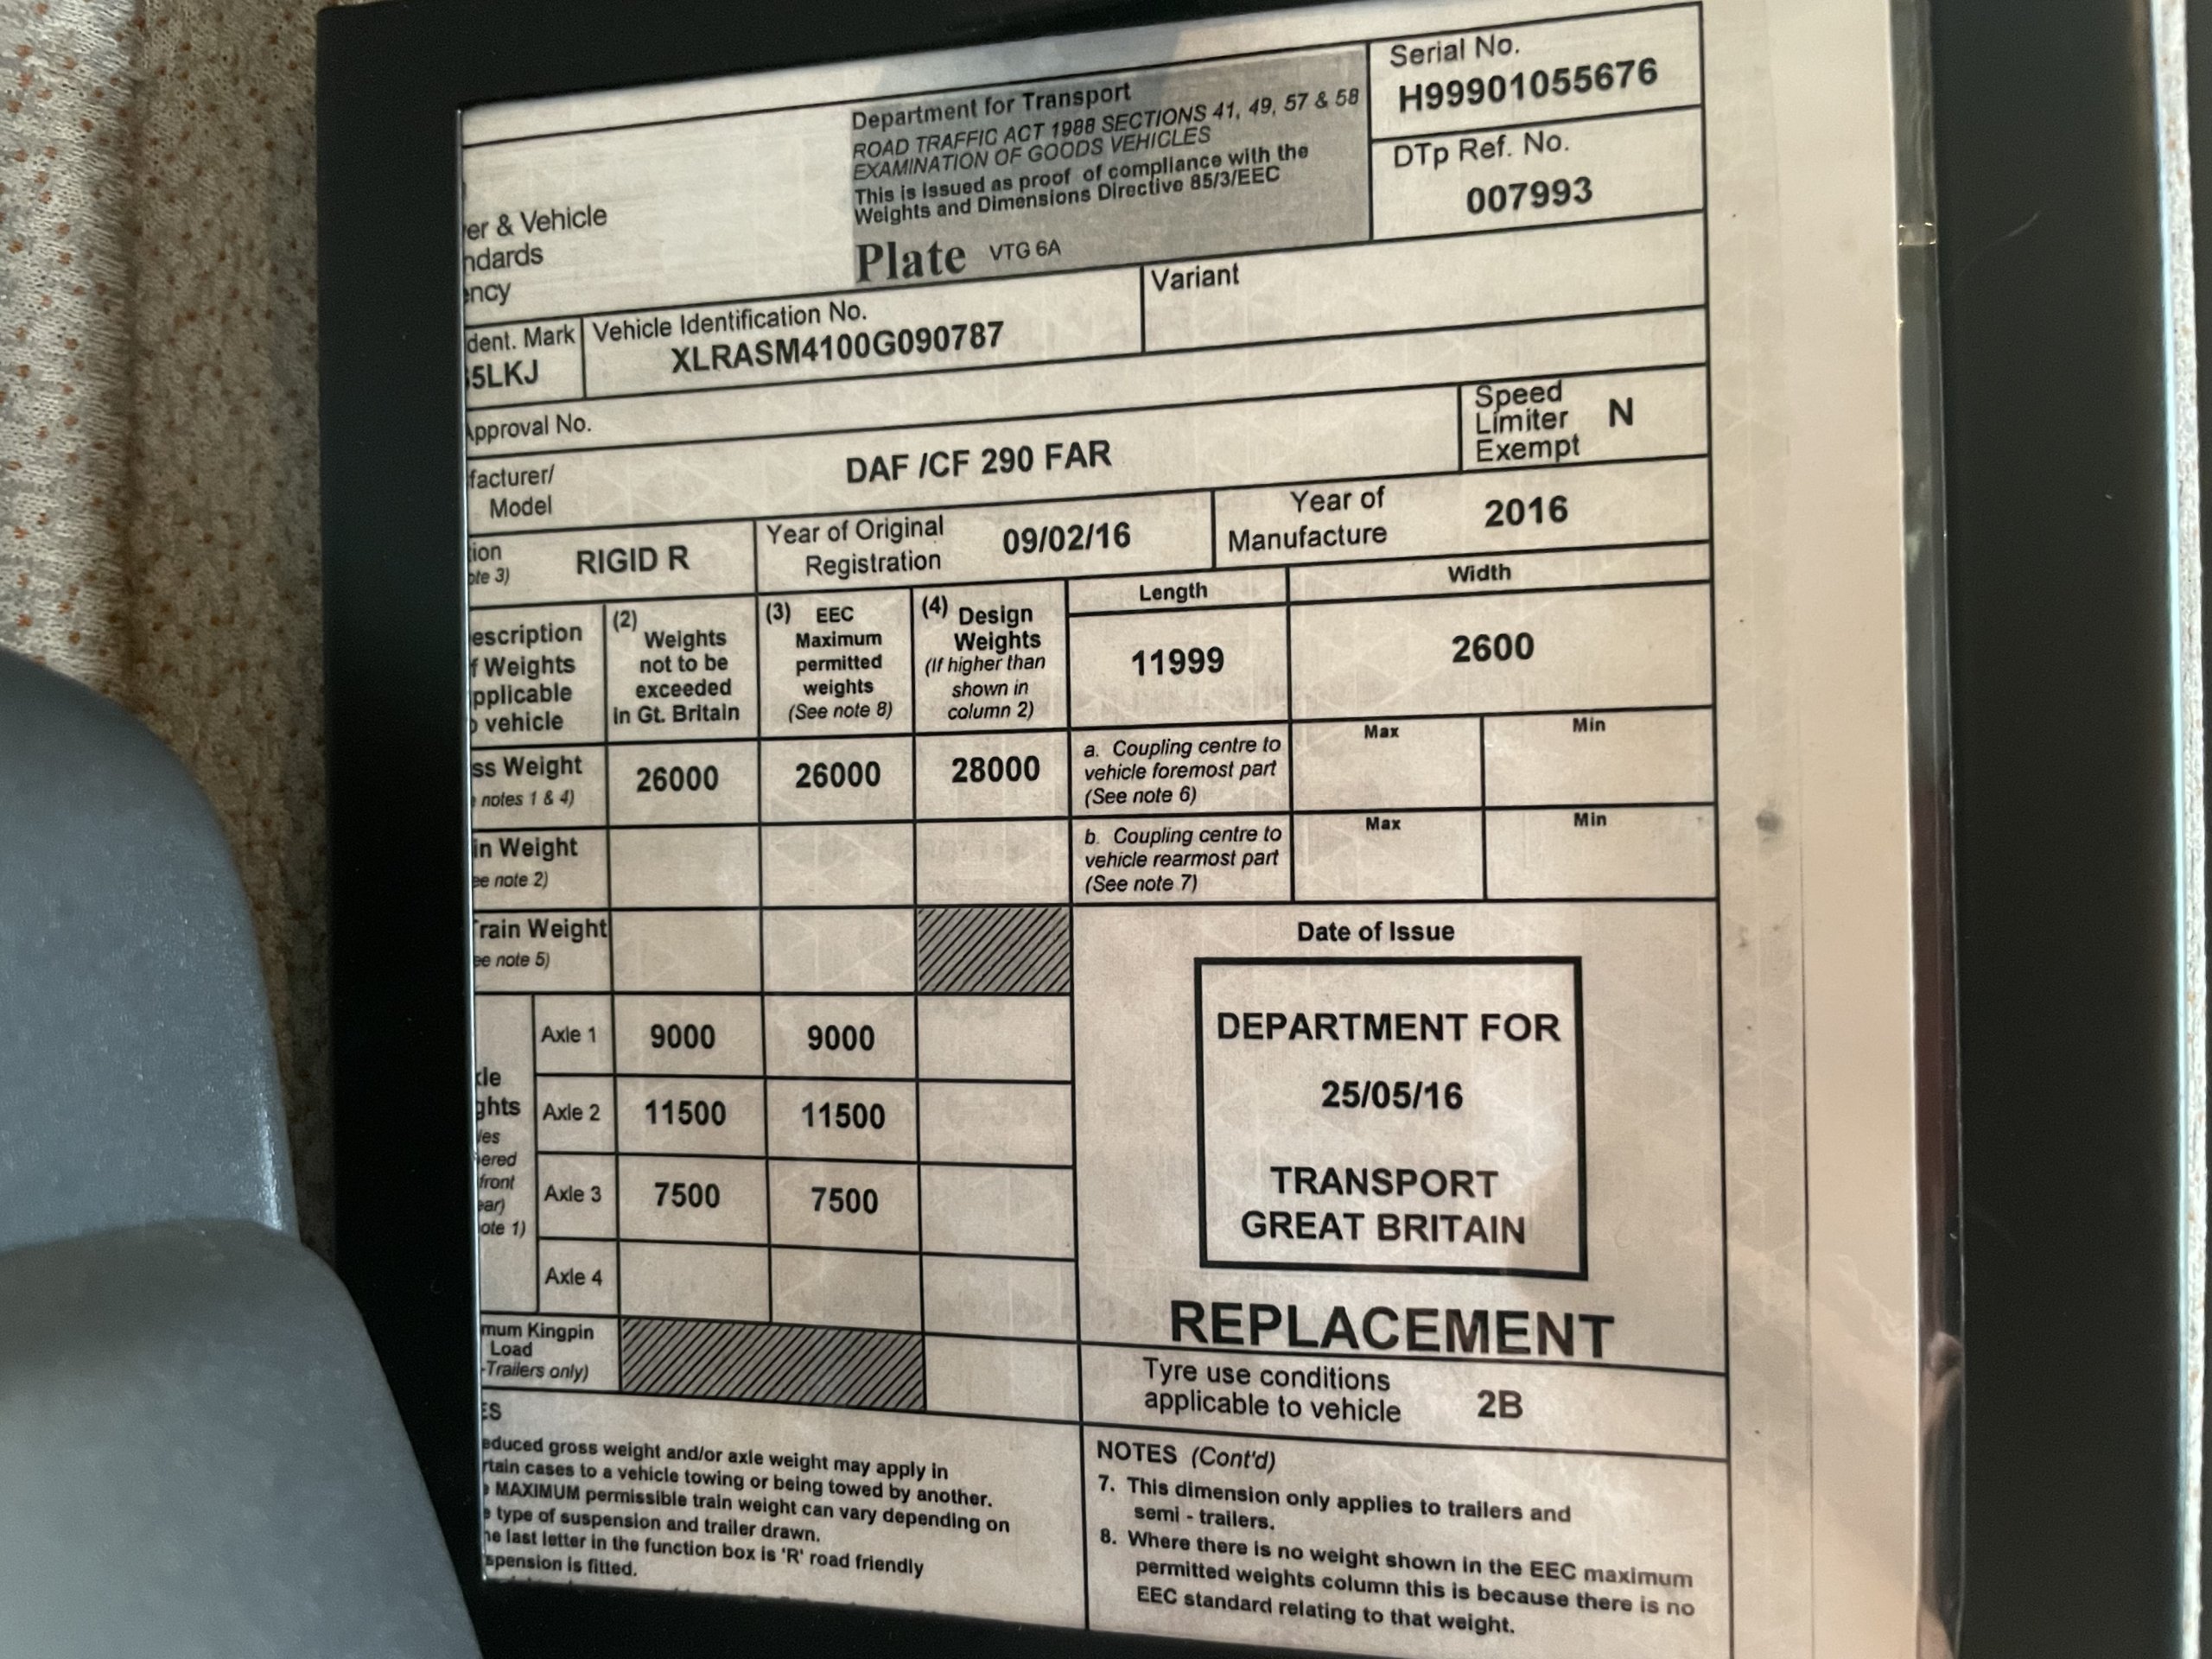 Department for Transport
ROAD TRAFFIC ACT 1988 SECTIONS 41, 49, 57 & 58
EXAMINATION OF GOODS VEHICLES
This is issued as proof of compliance with the
Weights and Dimensions Directive 85/3/EEC
Plate VTG 6A
Serial No.
H99901055676
DTp Ref. No.
007993
er & Vehicle
ndards
ency
dent. Mark
5LKJ
Vehicle Identification No.
XLRASM4100G090787
Variant
Approval No.
Speed
Limiter
Exempt
N
facturer/
Model
DAF /CF 290 FAR
tion
ote 3)
RIGID R
Year of Original
Registration
09/02/16
Year of
Manufacture
2016
escription
f Weights
pplicable
o vehicle
(2)
Weights
not to be
exceeded
in Gt. Britain
(3) EEC
Maximum
permitted
weights
(See note 8)
(4) Design
Weights
(If higher than
shown in
column 2)
Length
11999
Width
2600
ss Weight
notes 1 & 4)
26000
26000
28000
a. Coupling centre to
vehicle foremost part
(See note 6)
Max
Min
in Weight
ee note 2)
b. Coupling centre to
vehicle rearmost part
(See note 7)
Max
Min
Train Weight
ee note 5)
kle
ghts
les
ered
front
ear)
ote 1)
Axle 1
9000
9000
Axle 2
11500
11500
Axle 3
7500
7500
Axle 4
mum Kingpin
Load
-Trailers only)
Date of Issue
DEPARTMENT FOR
25/05/16
TRANSPORT
GREAT BRITAIN
REPLACEMENT
Tyre use conditions
applicable to vehicle
2B
ES
educed gross weight and/or axle weight may apply in
rtain cases to a vehicle towing or being towed by another.
MAXIMUM permissible train weight can vary depending on
e type of suspension and trailer drawn.
he last letter in the function box is 'R' road friendly
spension is fitted.
NOTES (Cont'd)
7. This dimension only applies to trailers and
semi - trailers.
8. Where there is no weight shown in the EEC maximum
permitted weights column this is because there is no
EEC standard relating to that weight.